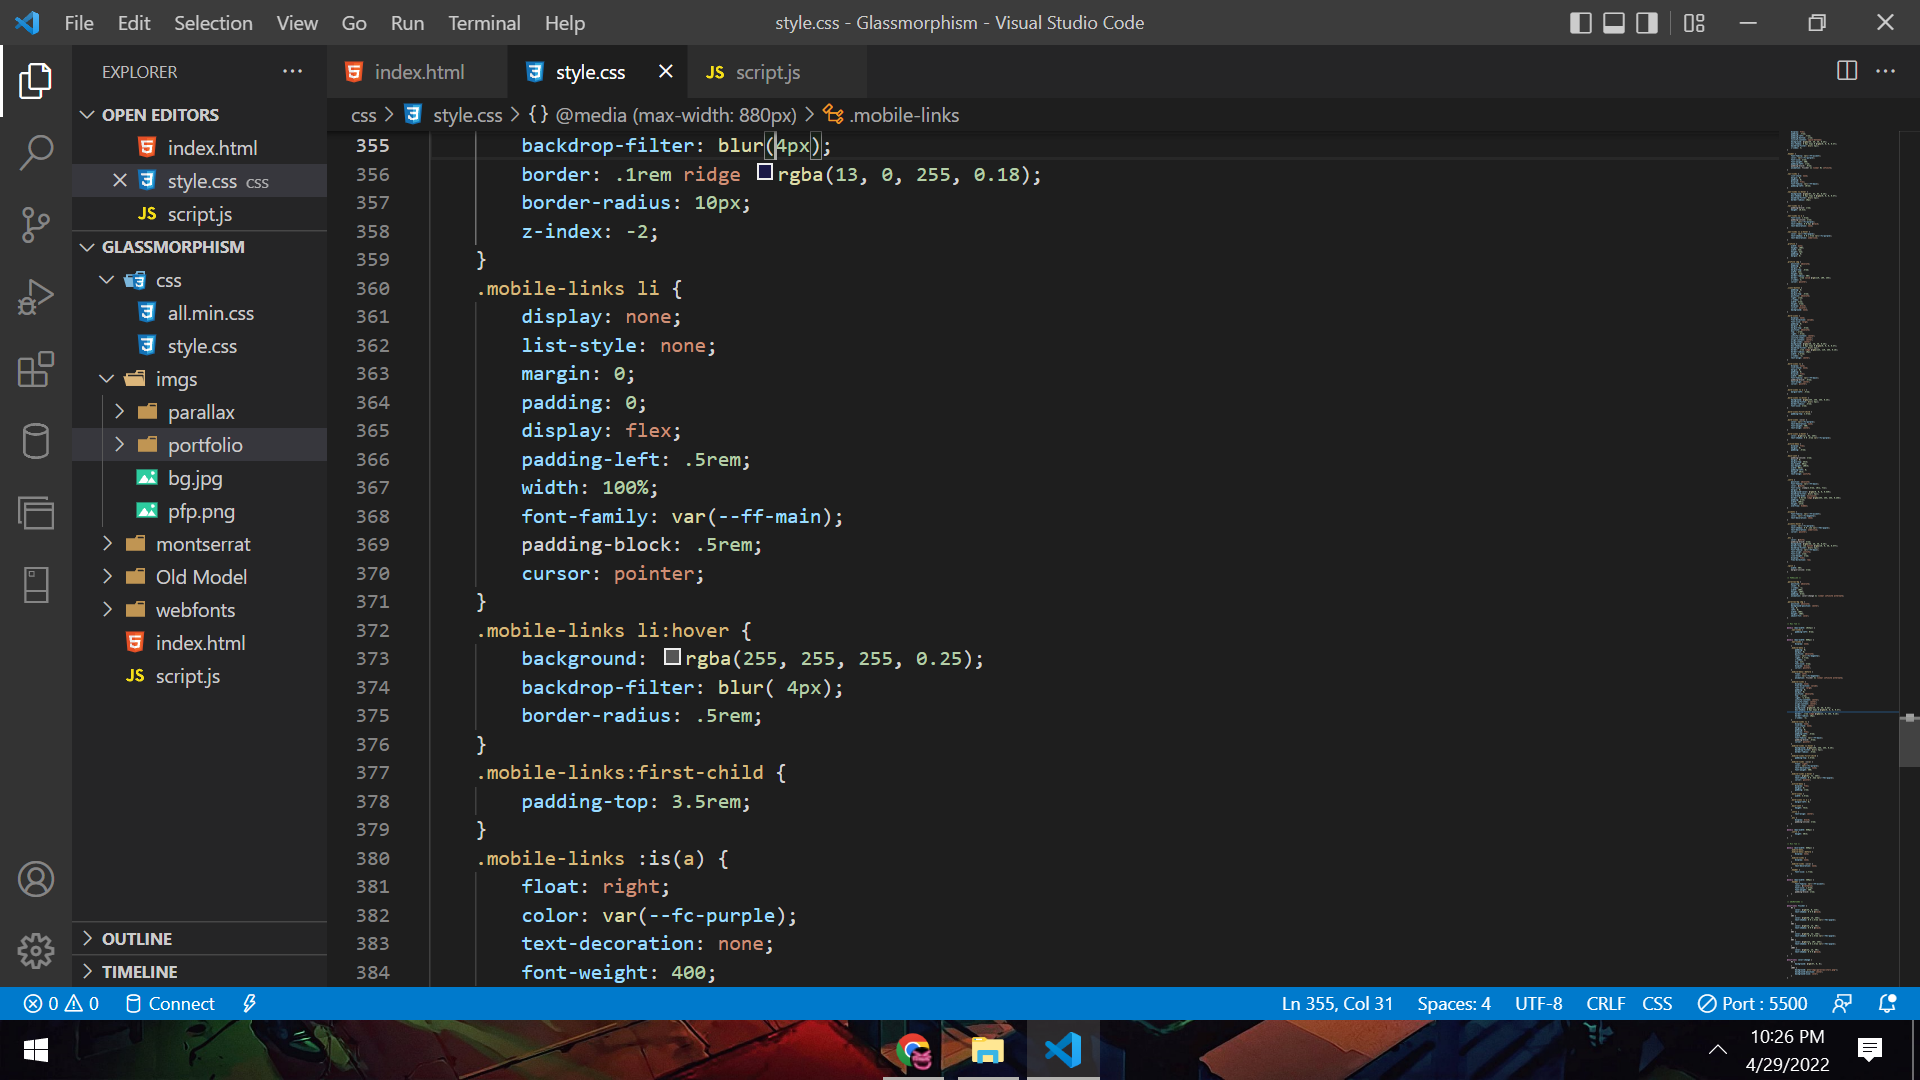 File Edit Selection View Go Run Terminal Help
style.css - Glassmorphism - Visual Studio Code
EXPLORER
OPEN EDITORS
index.html
style.css css
JS script.js
GLASSMORPHISM
css
all.min.css
style.css
imgs
parallax
portfolio
bg.jpg
pfp.png
montserrat
Old Model
webfonts
index.html
JS script.js
OUTLINE
TIMELINE
index.html
style.css
JS script.js
css > style.css > {} @media (max-width: 880px) > .mobile-links
355 backdrop-filter: blur(4px);
356 border: .1rem ridge rgba(13, 0, 255, 0.18);
357 border-radius: 10px;
358 z-index: -2;
359 }
360 .mobile-links li {
361 display: none;
362 list-style: none;
363 margin: 0;
364 padding: 0;
365 display: flex;
366 padding-left: .5rem;
367 width: 100%;
368 font-family: var(--ff-main);
369 padding-block: .5rem;
370 cursor: pointer;
371 }
372 .mobile-links li:hover {
373 background: rgba(255, 255, 255, 0.25);
374 backdrop-filter: blur( 4px);
375 border-radius: .5rem;
376 }
377 .mobile-links:first-child {
378 padding-top: 3.5rem;
379 }
380 .mobile-links :is(a) {
381 float: right;
382 color: var(--fc-purple);
383 text-decoration: none;
384 font-weight: 400;
0 0 Connect
Ln 355, Col 31 Spaces: 4 UTF-8 CRLF CSS Port : 5500
10:26 PM
4/29/2022